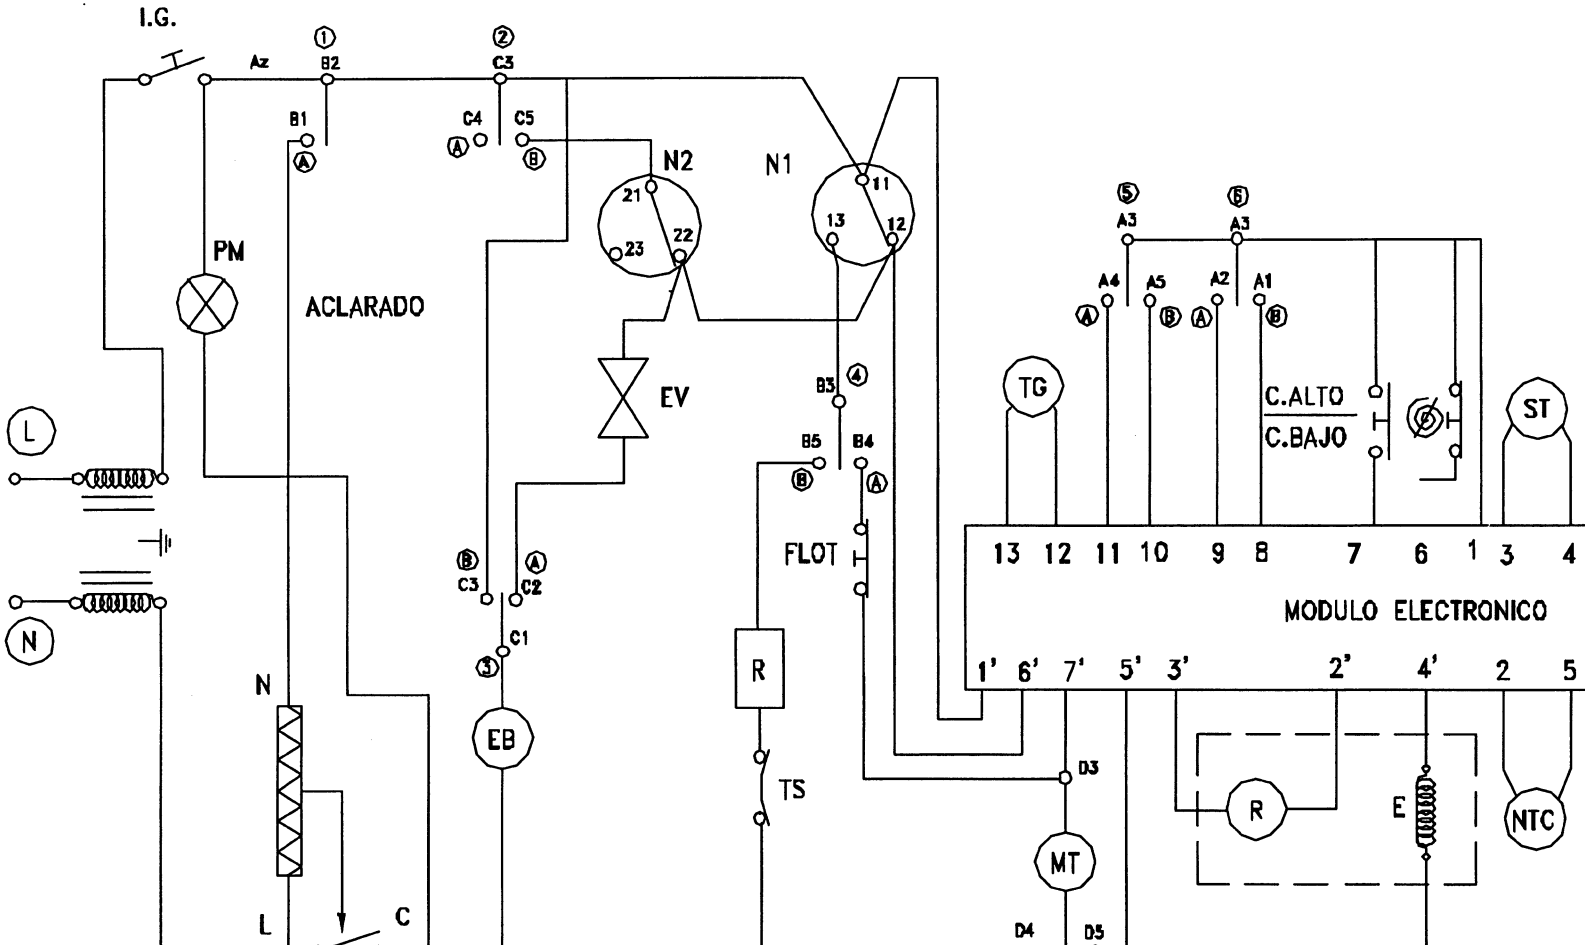 I.G.
1 2
Az B2 C3
B1 C4 C5
A A B
N2 N1
21 11
13 12
23 22
5 6
A3 A3
A4 A5 A2 A1
A B A B
PM
ACLARADO
EV
B3 4
TG
C.ALTO
C.BAJO
ST
L
B5 B4
B A
FLOT
13 12 11 10 9 8 7 6 1 3 4
B A
C3 C2
MODULO ELECTRONICO
N
C1
3
R
1' 6' 7' 5' 3' 2' 4' 2 5
N
EB
TS
D3
R
E
NTC
MT
L
C
D4 D5